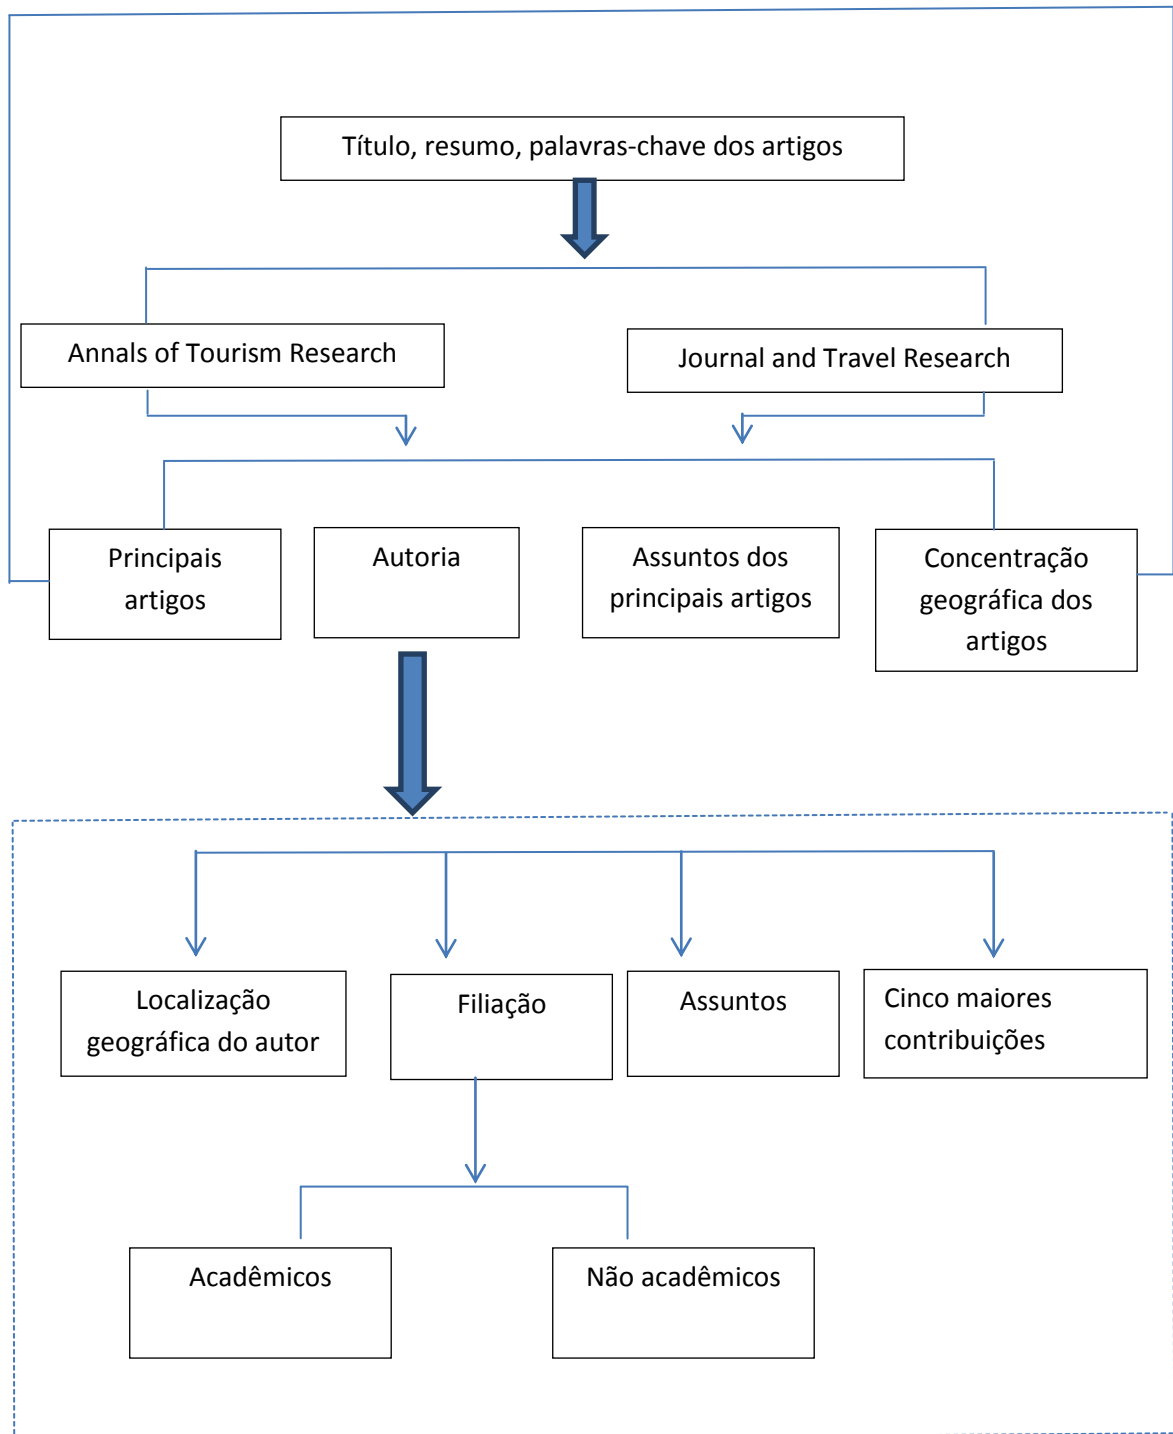 Título, resumo, palavras-chave dos artigos
Annals of Tourism Research
Journal and Travel Research
Principais
artigos
Autoria
Assuntos dos
principais artigos
Concentração
geográfica dos
artigos
Localização
geográfica do autor
Filiação
Assuntos
Cinco maiores
contribuições
Acadêmicos
Não acadêmicos